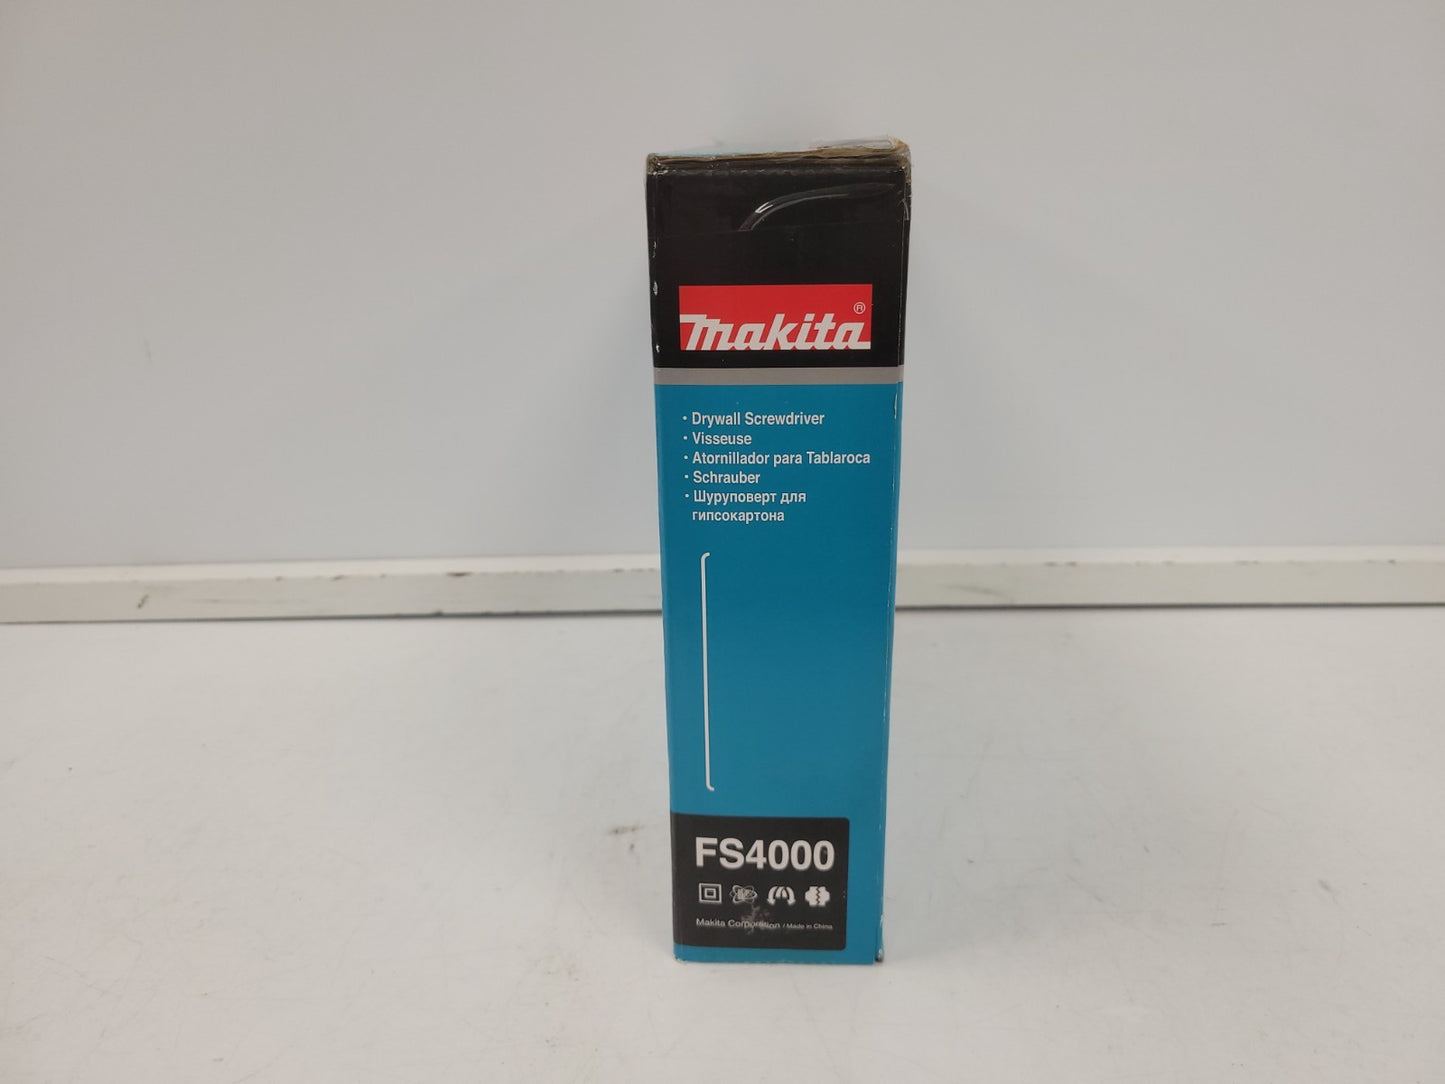 makita®
• Drywall Screwdriver
• Visseuse
• Atornillador para Tablaroca
• Schrauber
• Шуруповерт для
гипсокартона
FS4000
Makita Corporation / Made in China